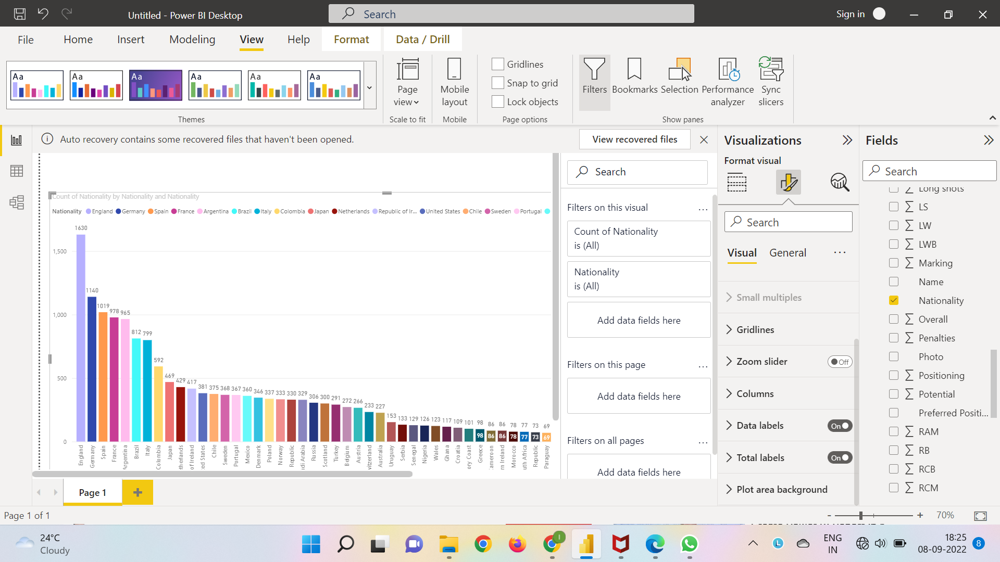 Untitled - Power BI Desktop
Search
Sign in
File Home Insert Modeling View Help Format Data / Drill
Aa Aa Aa Aa Aa Aa
Page view
Mobile layout
Gridlines
Snap to grid
Lock objects
Filters Bookmarks Selection Performance analyzer Sync slicers
Themes Scale to fit Mobile Page options Show panes
Auto recovery contains some recovered files that haven't been opened.
View recovered files
Count of Nationality by Nationality and Nationality
Nationality England Germany Spain France Argentina Brazil Italy Colombia Japan Netherlands Republic of Ir... United States Chile Sweden Portugal
1,500
1,000
500
0
1630 1140 1019 978 965 812 799 592 469 429 417 381 375 368 367 360 346 337 333 330 329 306 300 291 272 266 233 227 153 133 129 126 123 117 109 101 98 86 86 78 77 73 69
98 86 86 78 77 73 69
England
Germany
Spain
France
Argentina
Brazil
Italy
Colombia
Japan
therlands
of Ireland
ted States
Chile
Sweden
Portugal
Mexico
Denmark
Poland
Norway
Republic
di Arabia
Russia
Scotland
Turkey
Belgium
Austria
witzerland
Australia
Uruguay
Serbia
Senegal
Nigeria
Wales
Ghana
Croatia
ory Coast
Greece
ameroon
rn Ireland
Morocco
uth Africa
Republic
Paraguay
Page 1
Page 1 of 1
Search
Filters on this visual ...
Count of Nationality
is (All)
Nationality
is (All)
Add data fields here
Filters on this page ...
Add data fields here
Filters on all pages ...
Add data fields here
Visualizations
Format visual
Search
Visual General ...
Small multiples
Gridlines
Zoom slider Off
Columns
Data labels On
Total labels On
Plot area background
Fields
Search
Long shots
LS
LW
LWB
Marking
Name
Nationality
Overall
Penalties
Photo
Positioning
Potential
Preferred Positi...
RAM
RB
RCB
RCM
- + 70%
24°C
Cloudy
I
L
ENG
IN
18:25
08-09-2022
8